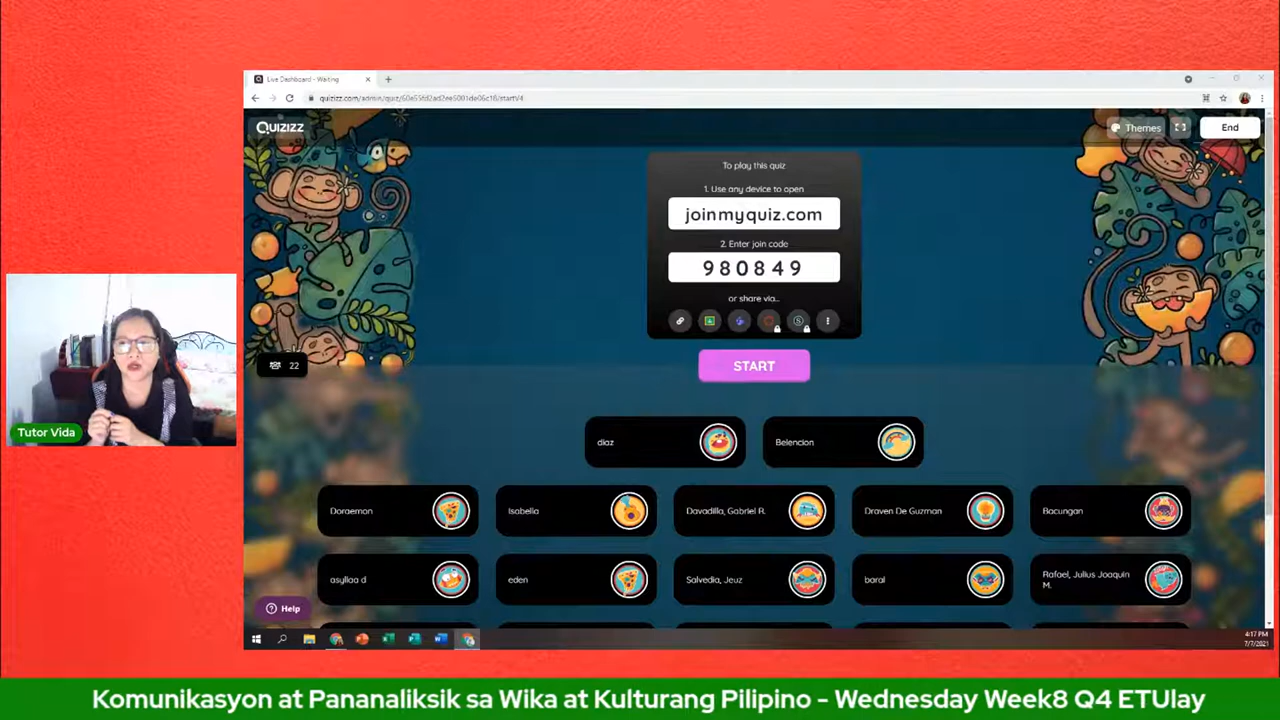 Live Dashboard - Waiting
quizizz.com/admin/quiz/60e55fd2ad2ee5001de06c18/startV4
QUIZIZZ
Themes
End
To play this quiz
1. Use any device to open
joinmyquiz.com
2. Enter join code
980849
or share via...
22
START
Tutor Vida
diaz
Belencion
Doraemon
Isabella
Davadilla, Gabriel R.
Draven De Guzman
Bacungan
asyllaa d
eden
Salvedia, Jeuz
baral
Rafael, Julius Joaquin
M.
Help
4:17 PM
7/7/2021
Komunikasyon at Pananaliksik sa Wika at Kulturang Pilipino - Wednesday Week8 Q4 ETUlay